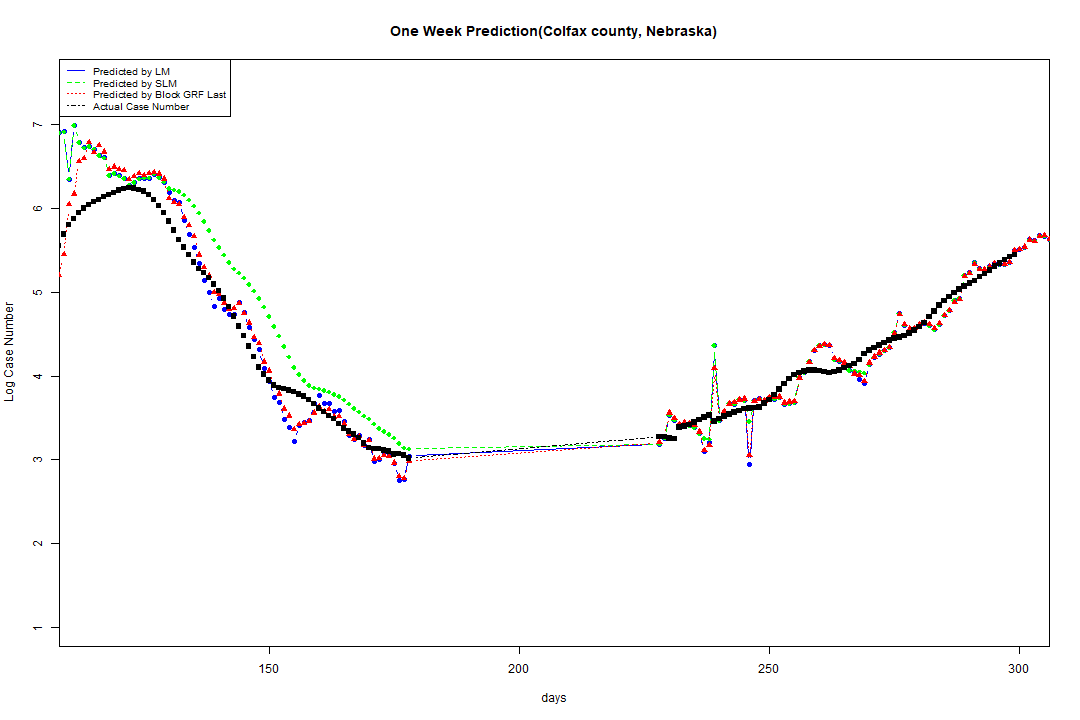 One Week Prediction(Colfax county, Nebraska)
Predicted by LM
Predicted by SLM
Predicted by Block GRF Last
Actual Case Number
7
6
5
4
3
2
1
Log Case Number
150 200 250 300
days